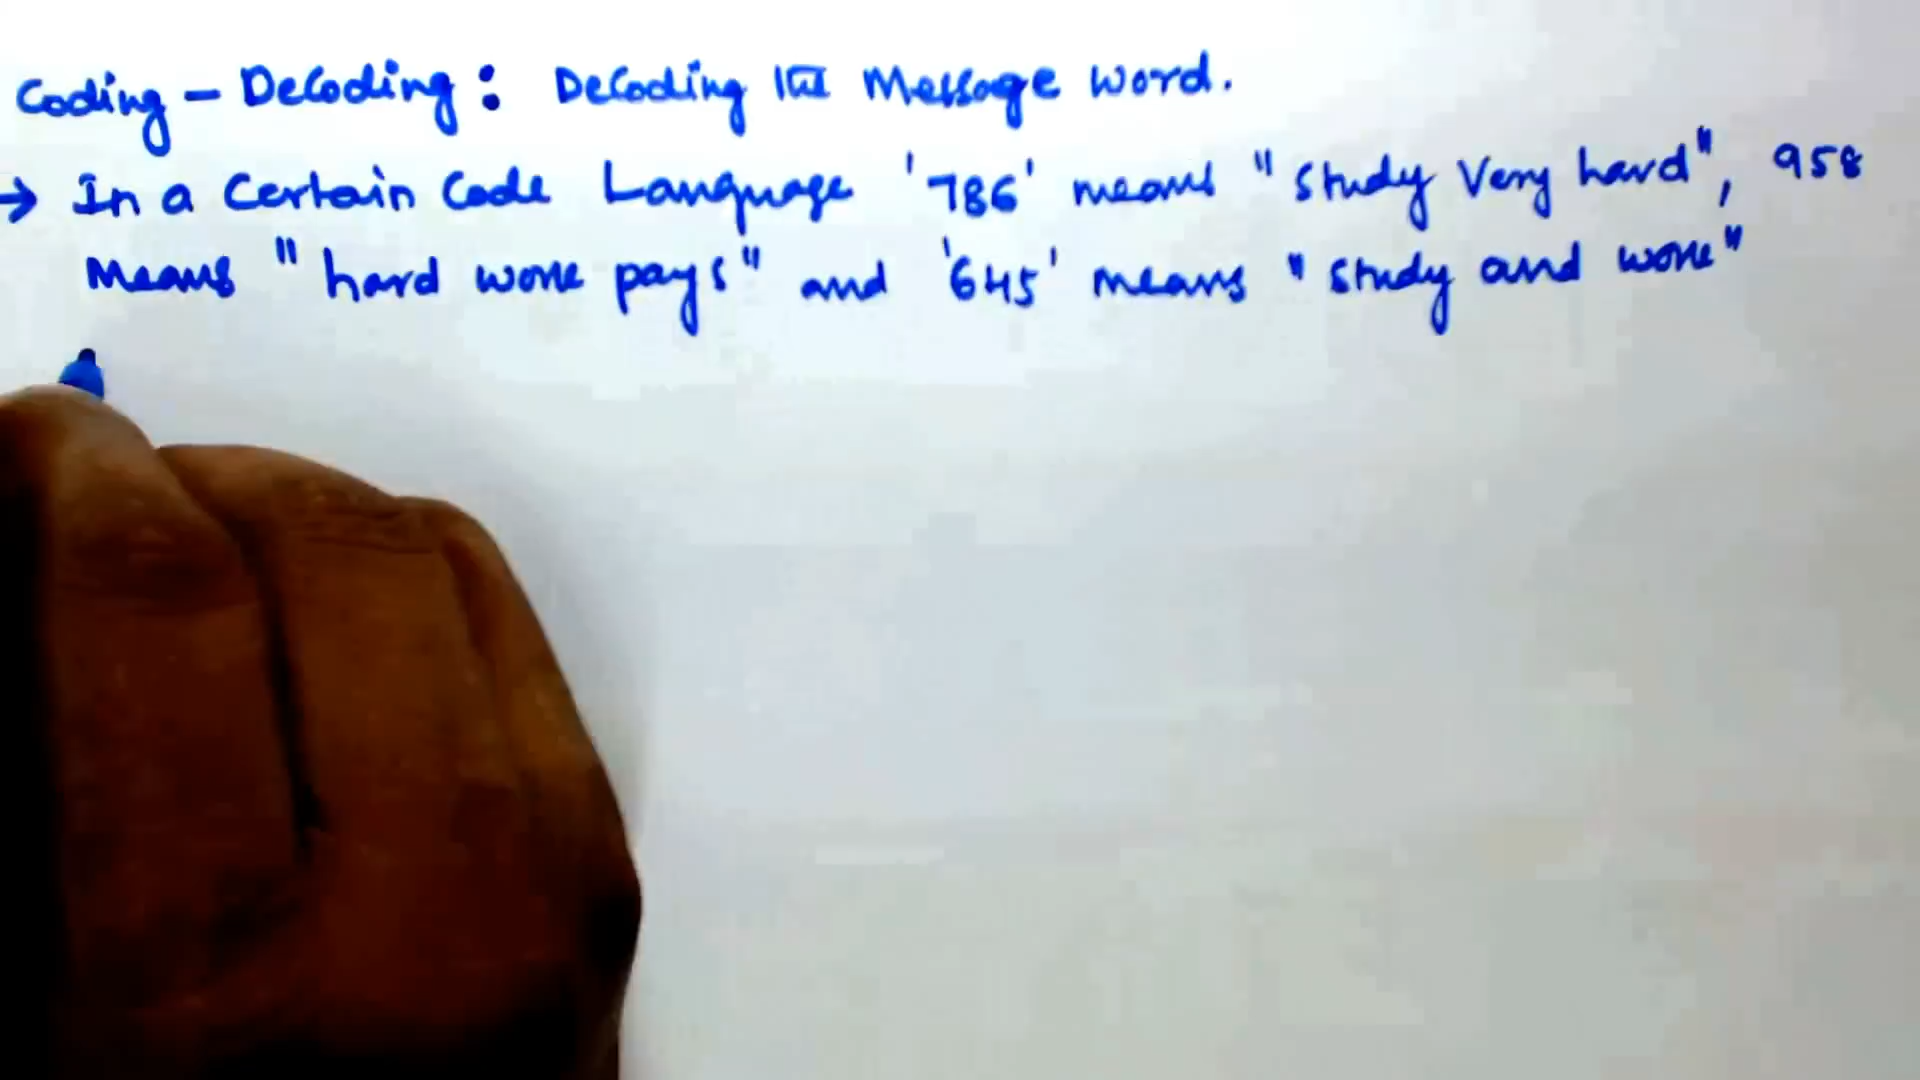 Coding - Decoding : Decoding the Message word.
→ In a Certain Code Language '786' means "Study Very hard", 958
Means "hard work pays" and '645' means "Study and work"